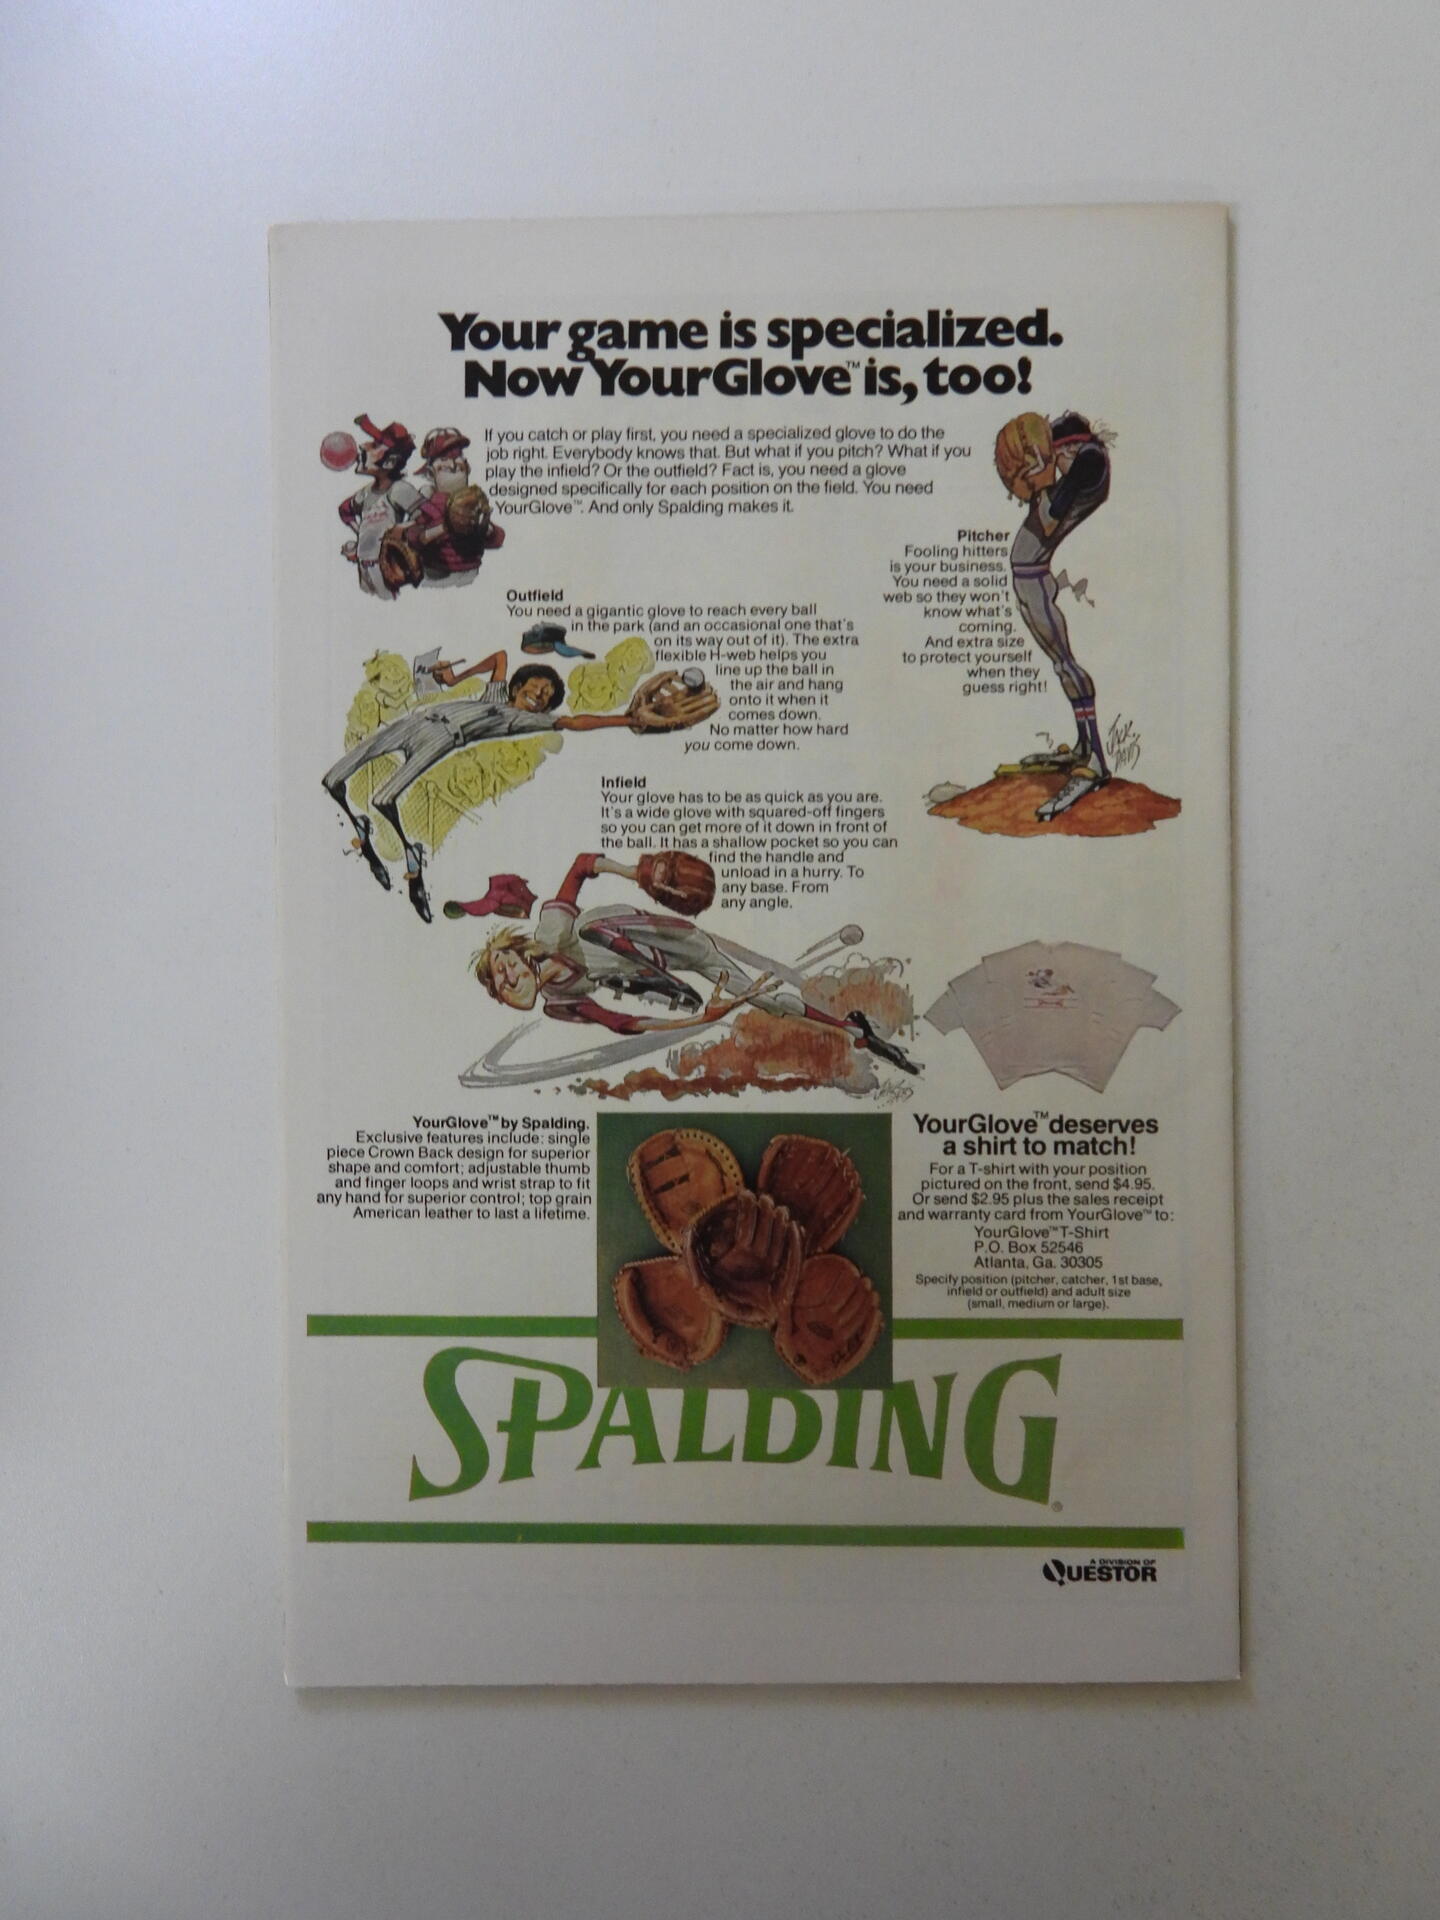 Your game is specialized.
Now YourGlove™ is, too!
If you catch or play first, you need a specialized glove to do the
job right. Everybody knows that. But what if you pitch? What if you
play the infield? Or the outfield? Fact is, you need a glove
designed specifically for each position on the field. You need
YourGlove™. And only Spalding makes it.
Pitcher
Fooling hitters
is your business.
You need a solid
web so they won't
know what's
coming.
And extra size
to protect yourself
when they
guess right!
JACK
DAVIS
Outfield
You need a gigantic glove to reach every ball
in the park (and an occasional one that's
on its way out of it). The extra
flexible H-web helps you
line up the ball in
the air and hang
onto it when it
comes down.
No matter how hard
you come down.
Infield
Your glove has to be as quick as you are.
It's a wide glove with squared-off fingers
so you can get more of it down in front of
the ball. It has a shallow pocket so you can
find the handle and
unload in a hurry. To
any base. From
any angle.
YourGlove™ by Spalding.
Exclusive features include: single
piece Crown Back design for superior
shape and comfort; adjustable thumb
and finger loops and wrist strap to fit
any hand for superior control; top grain
American leather to last a lifetime.
YourGlove™ deserves
a shirt to match!
For a T-shirt with your position
pictured on the front, send $4.95.
Or send $2.95 plus the sales receipt
and warranty card from YourGlove™ to:
YourGlove™ T-Shirt
P.O. Box 52546
Atlanta, Ga. 30305
Specify position (pitcher, catcher, 1st base,
infield or outfield) and adult size
(small, medium or large).
SPALDING®
A DIVISION OF
QUESTOR